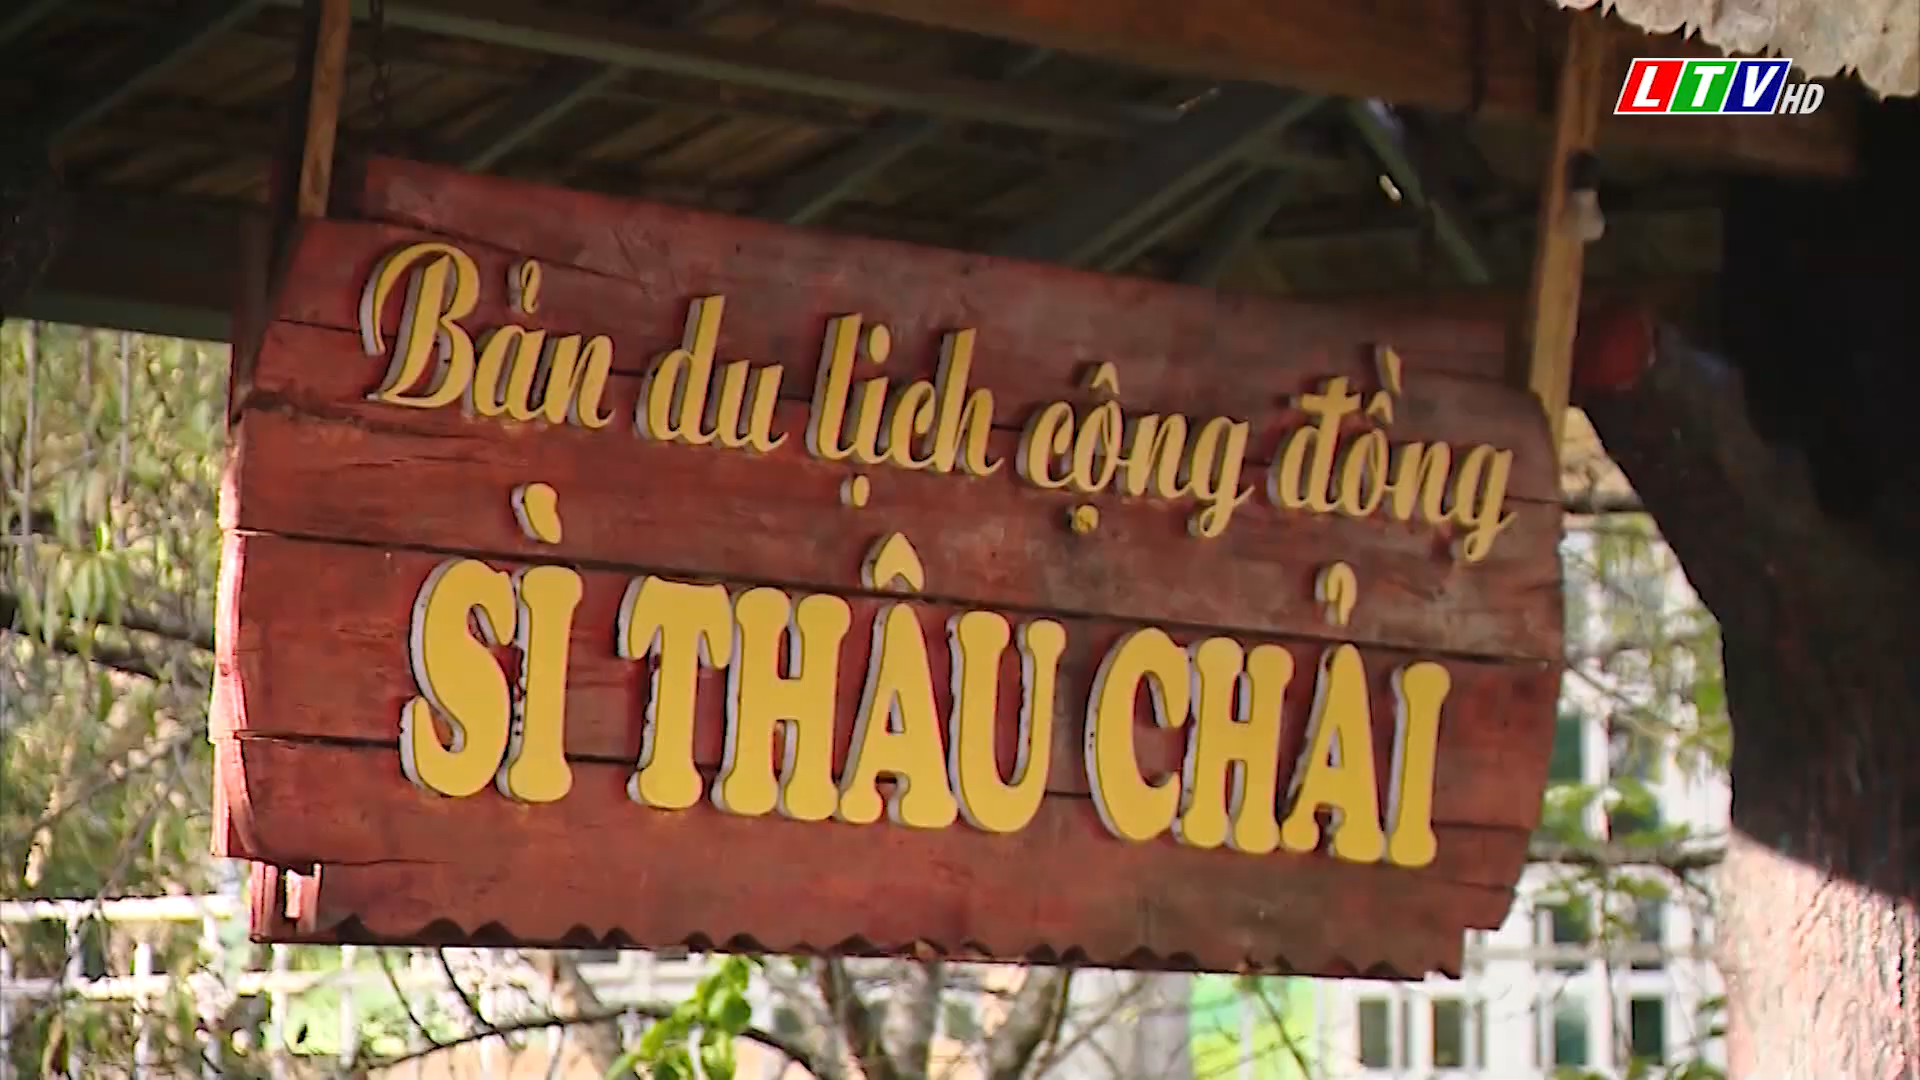 LTV HD
Bản du lịch cộng đồng
SÌ THÂU CHẢI